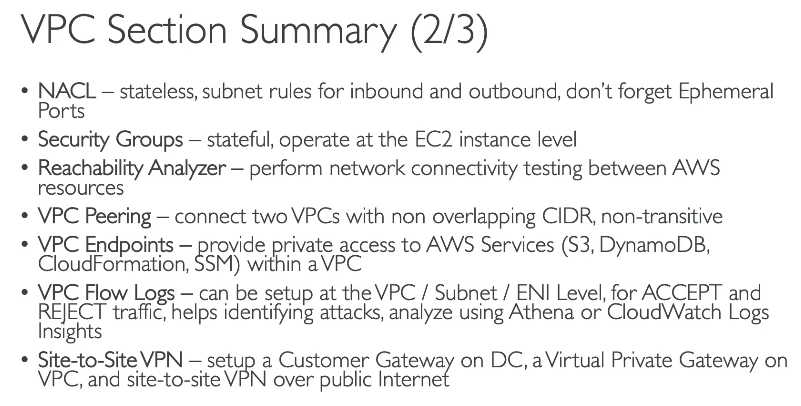 VPC Section Summary (2/3)
• NACL – stateless, subnet rules for inbound and outbound, don't forget Ephemeral
Ports
• Security Groups – stateful, operate at the EC2 instance level
• Reachability Analyzer – perform network connectivity testing between AWS
resources
• VPC Peering – connect two VPCs with non overlapping CIDR, non-transitive
• VPC Endpoints – provide private access to AWS Services (S3, DynamoDB,
CloudFormation, SSM) within a VPC
• VPC Flow Logs – can be setup at the VPC / Subnet / ENI Level, for ACCEPT and
REJECT traffic, helps identifying attacks, analyze using Athena or CloudWatch Logs
Insights
• Site-to-Site VPN – setup a Customer Gateway on DC, a Virtual Private Gateway on
VPC, and site-to-site VPN over public Internet